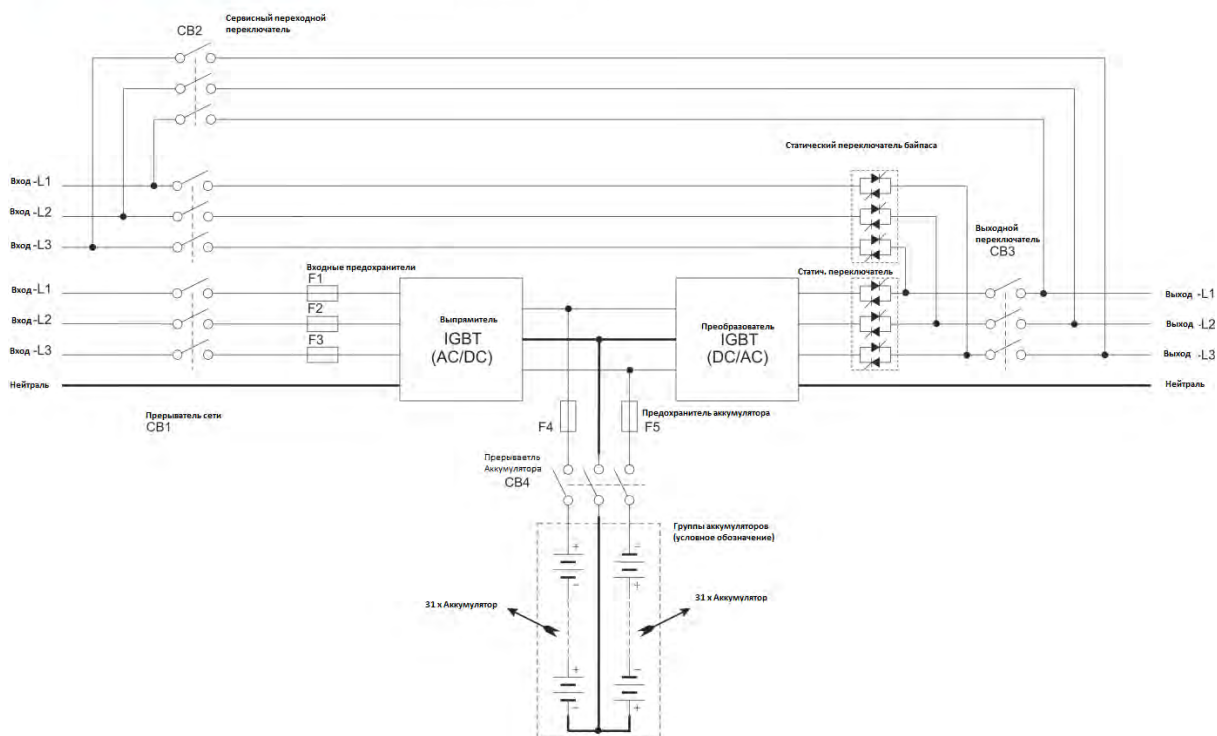 Сервисный переходной
переключатель
CB2
Статический переключатель байпаса
Вход -L1
Вход -L2
Вход -L3
Выходной
переключатель
CB3
Входные предохранители
F1
Статич. переключатель
Вход-L1
F2
Вход-L2
F3
Вход-L3
Выпрямитель
IGBT
(AC/DC)
Преобразователь
IGBT
(DC/AC)
Выход -L1
Выход -L2
Выход -L3
Нейтраль
Нейтраль
Прерыватель сети
CB1
F4
F5
Предохранитель аккумулятора
Прерываетль
Аккумулятора
CB4
Группы аккумуляторов
(условное обозначение)
+
−
−
+
31 x Аккумулятор
31 x Аккумулятор
+
−
−
+